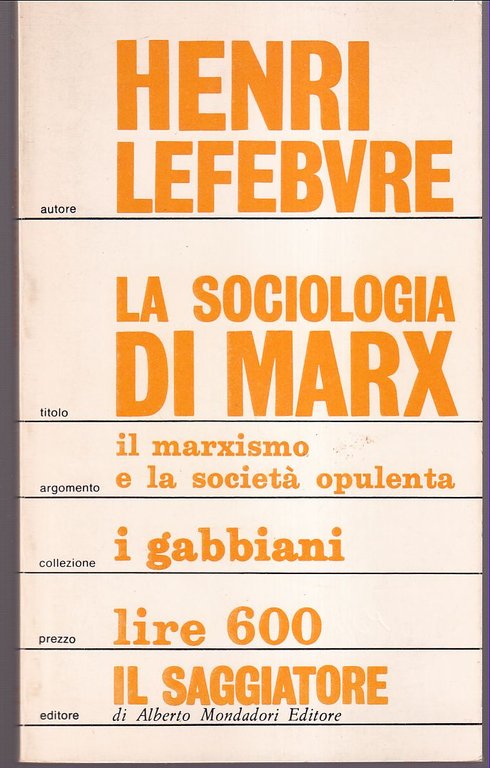 HENRI
autore LEFEBVRE
LA SOCIOLOGIA
titolo DI MARX
il marxismo
argomento e la società opulenta
collezione i gabbiani
prezzo lire 600
IL SAGGIATORE
editore di Alberto Mondadori Editore